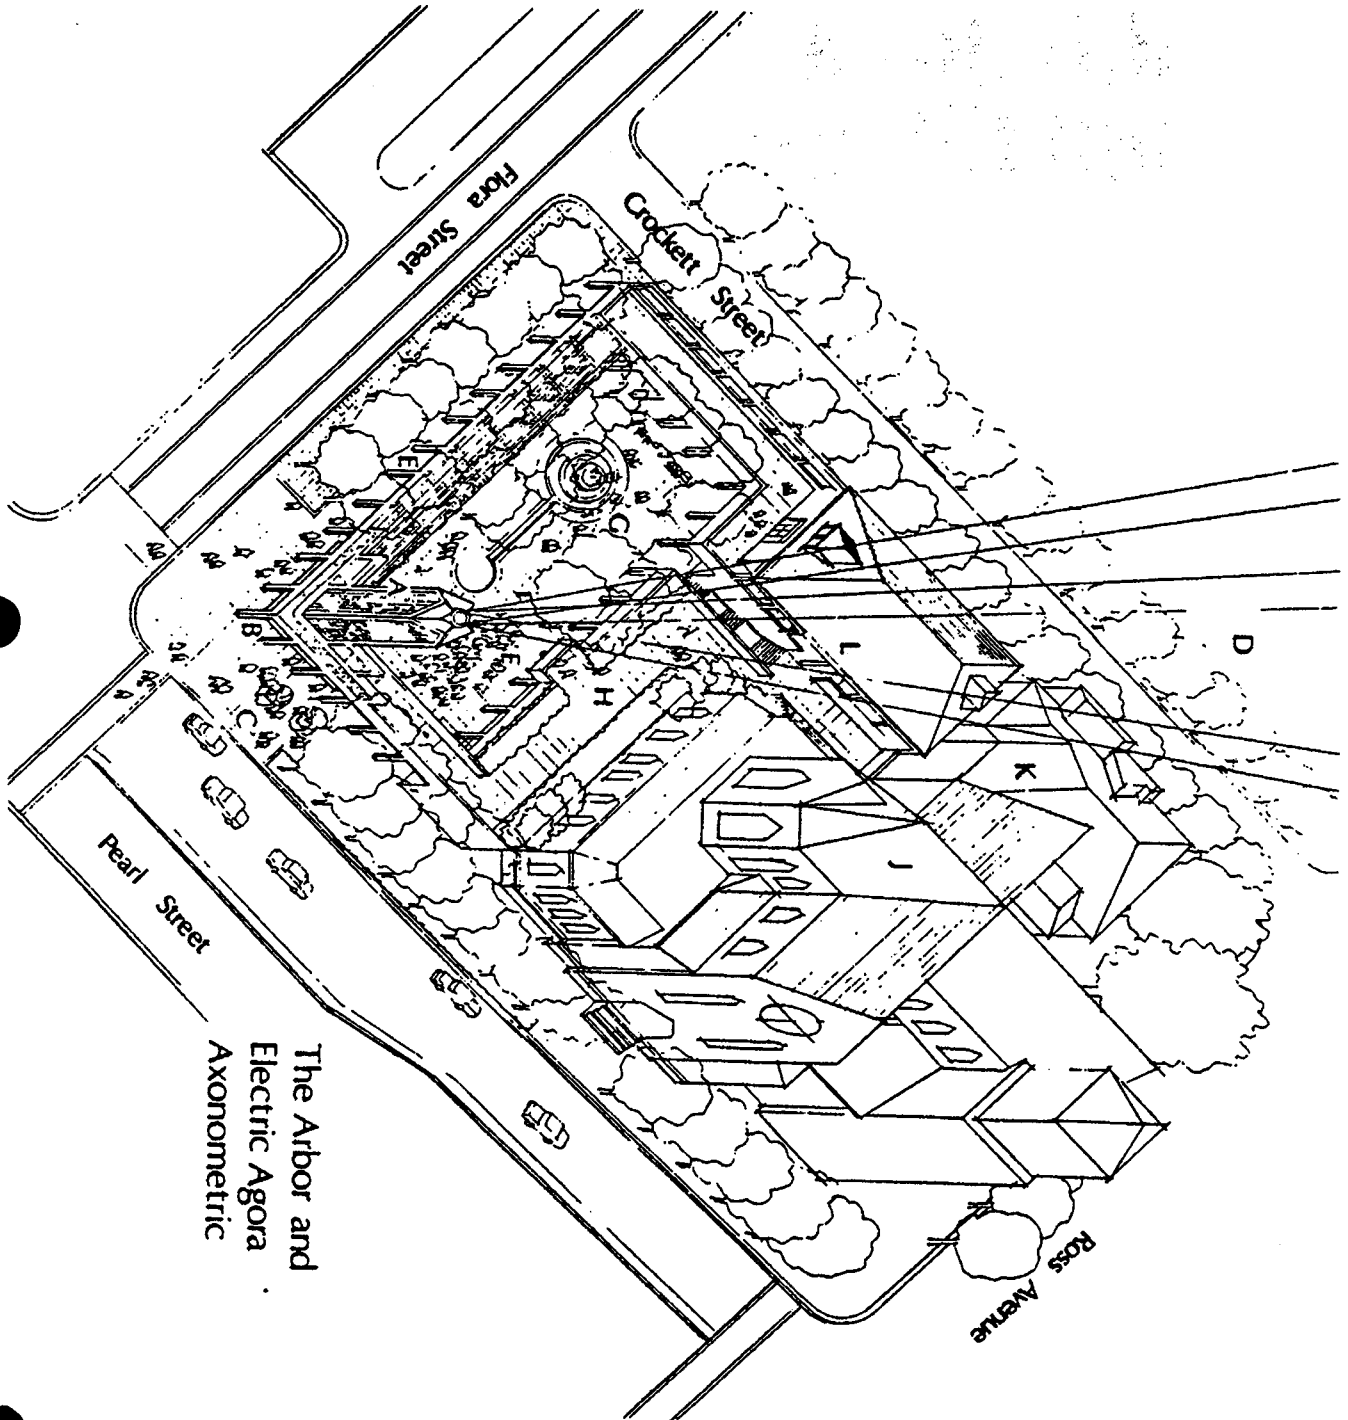 The Arbor and
Electric Agora
Axonometric
Flora Street
Crockett Street
Pearl Street
Ross Avenue
A
B
C
C
D
E
F
H
J
K
L